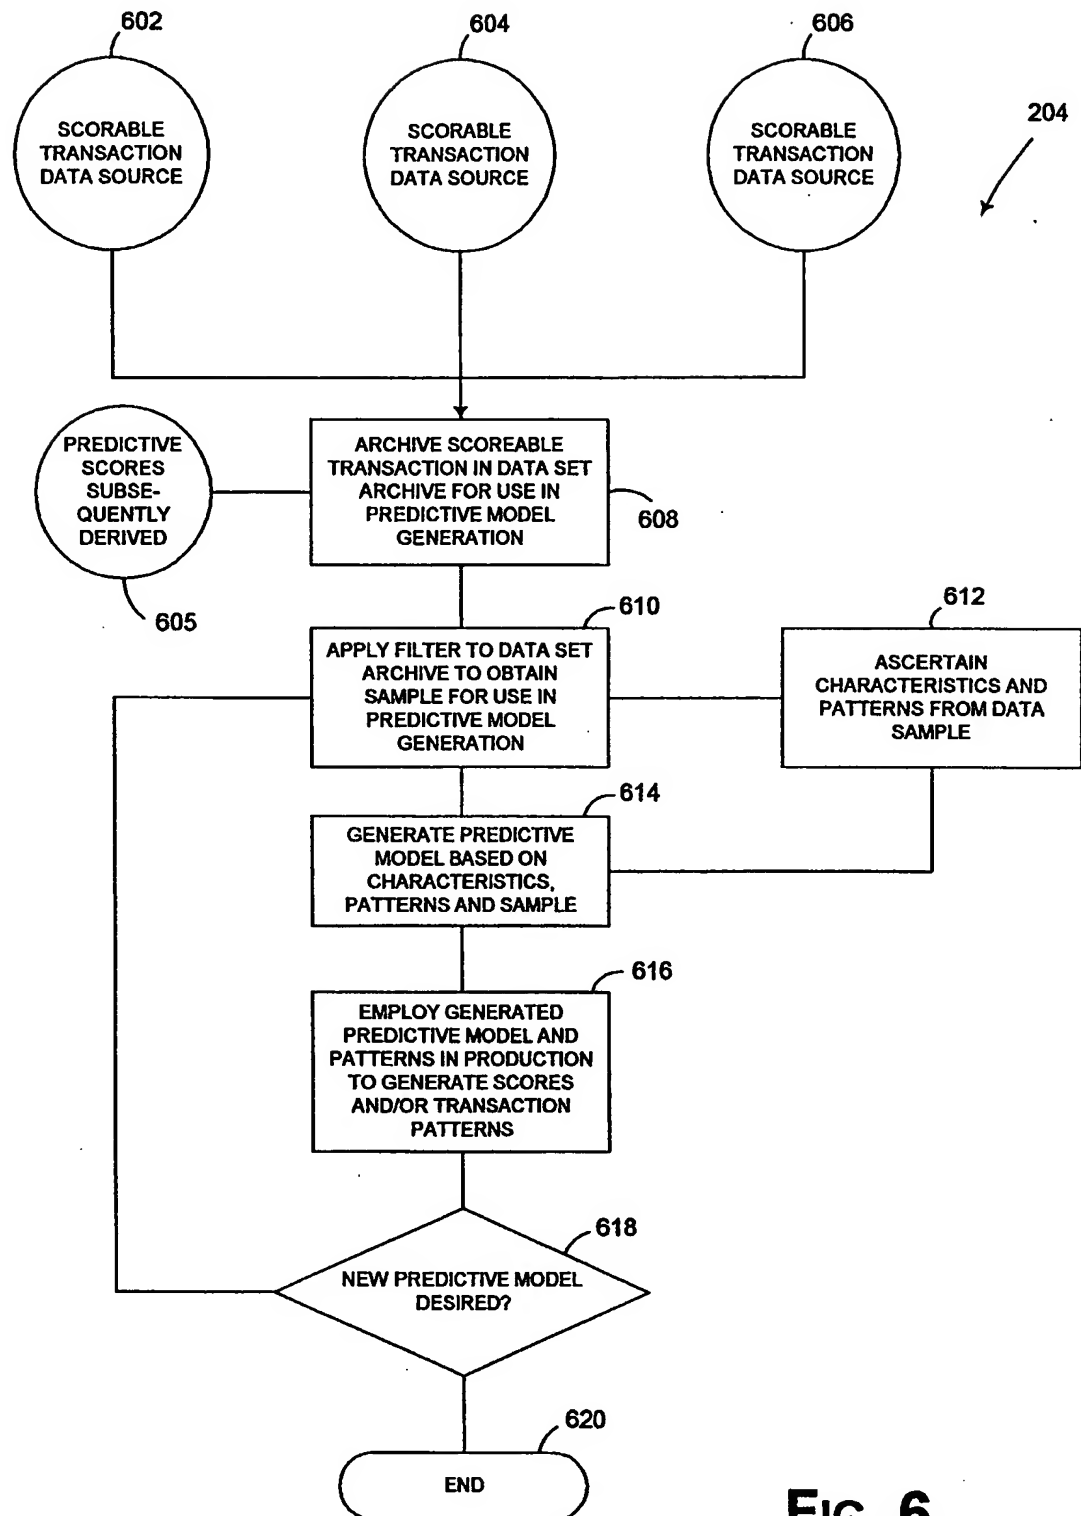 602
604
606
204
SCORABLE
TRANSACTION
DATA SOURCE
SCORABLE
TRANSACTION
DATA SOURCE
SCORABLE
TRANSACTION
DATA SOURCE
PREDICTIVE
SCORES
SUBSE-
QUENTLY
DERIVED
605
ARCHIVE SCOREABLE
TRANSACTION IN DATA SET
ARCHIVE FOR USE IN
PREDICTIVE MODEL
GENERATION
608
610
APPLY FILTER TO DATA SET
ARCHIVE TO OBTAIN
SAMPLE FOR USE IN
PREDICTIVE MODEL
GENERATION
612
ASCERTAIN
CHARACTERISTICS AND
PATTERNS FROM DATA
SAMPLE
614
GENERATE PREDICTIVE
MODEL BASED ON
CHARACTERISTICS,
PATTERNS AND SAMPLE
616
EMPLOY GENERATED
PREDICTIVE MODEL AND
PATTERNS IN PRODUCTION
TO GENERATE SCORES
AND/OR TRANSACTION
PATTERNS
618
NEW PREDICTIVE MODEL
DESIRED?
620
END
FIG. 6